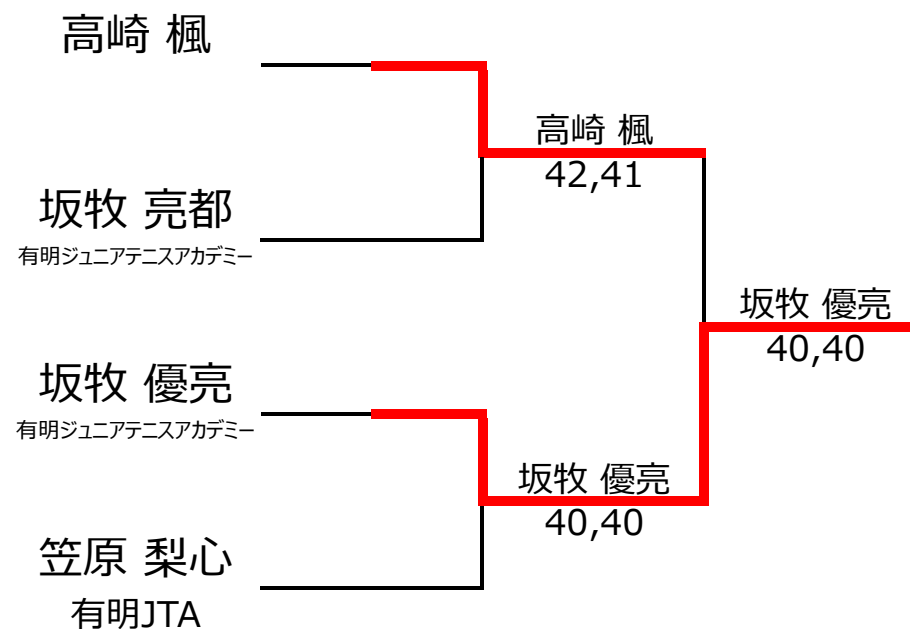 高崎 楓
高崎 楓
42,41
坂牧 亮都
有明ジュニアテニスアカデミー
坂牧 優亮
40,40
坂牧 優亮
有明ジュニアテニスアカデミー
坂牧 優亮
40,40
笠原 梨心
有明JTA